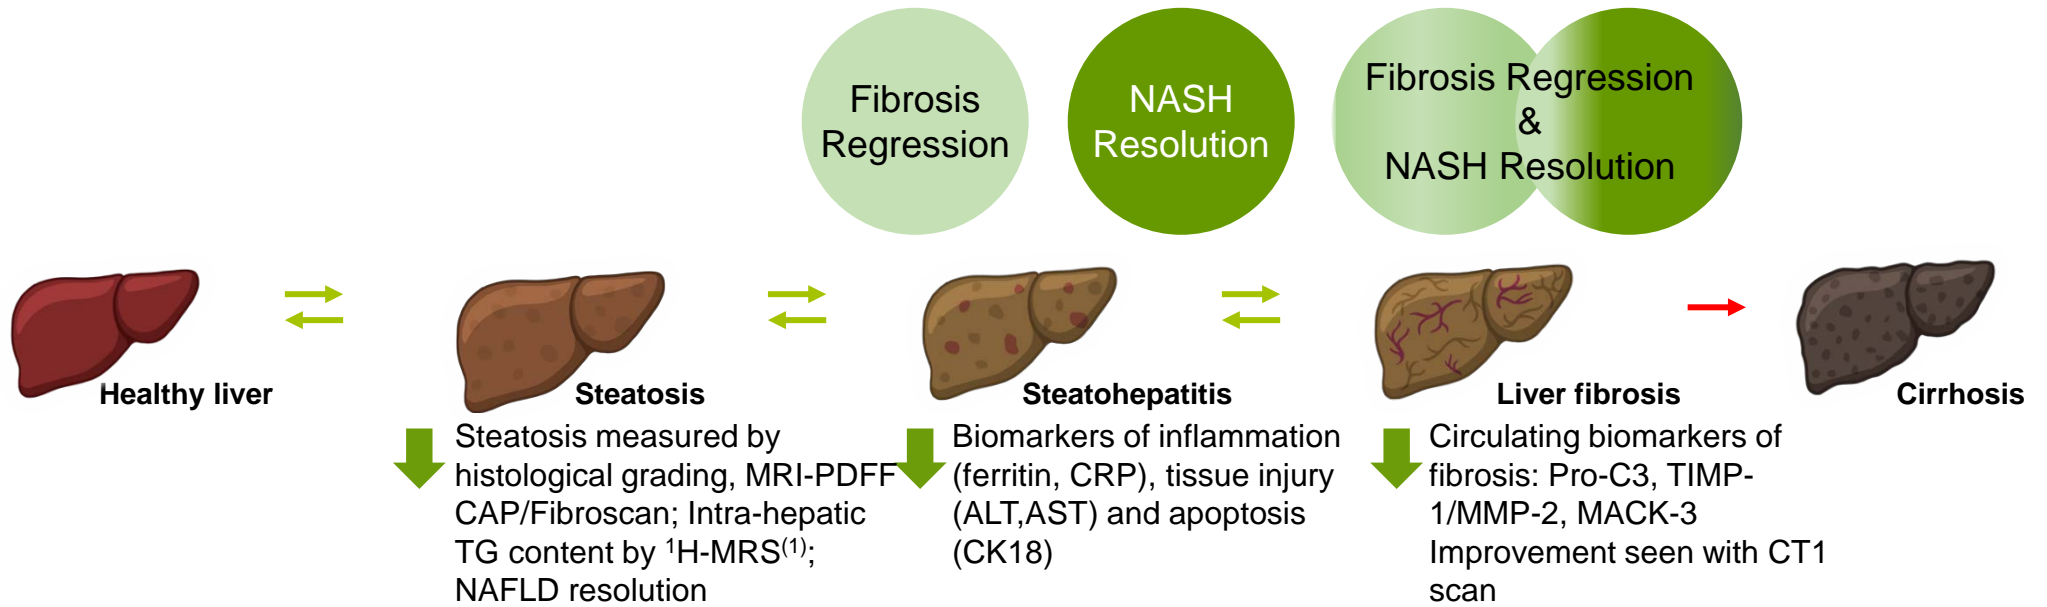 Fibrosis
Regression
NASH
Resolution
Fibrosis Regression
&
NASH Resolution
Healthy liver
Steatosis
Steatosis measured by
histological grading, MRI-PDFF
CAP/Fibroscan; Intra-hepatic
TG content by ¹H-MRS⁽¹⁾;
NAFLD resolution
Steatohepatitis
Biomarkers of inflammation
(ferritin, CRP), tissue injury
(ALT,AST) and apoptosis
(CK18)
Liver fibrosis
Circulating biomarkers of
fibrosis: Pro-C3, TIMP-
1/MMP-2, MACK-3
Improvement seen with CT1
scan
Cirrhosis